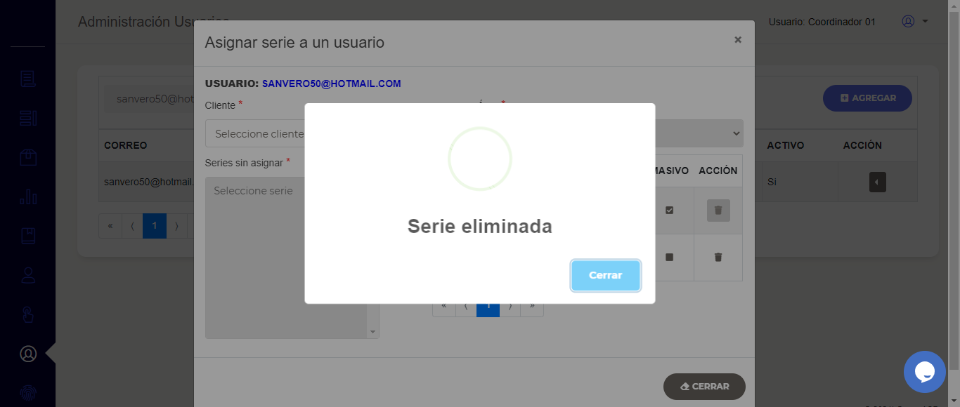 Administración Usuarios
Usuario: Coordinador 01
Asignar serie a un usuario
×
USUARIO: SANVERO50@HOTMAIL.COM
sanvero50@hot
AGREGAR
Cliente *
*
Seleccione cliente
CORREO
ACTIVO
ACCIÓN
Series sin asignar *
MASIVO
ACCIÓN
sanvero50@hotmail.
Seleccione serie
Si
« ⟨ 1 ⟩
Serie eliminada
Cerrar
« ⟨ 1 ⟩ »
CERRAR